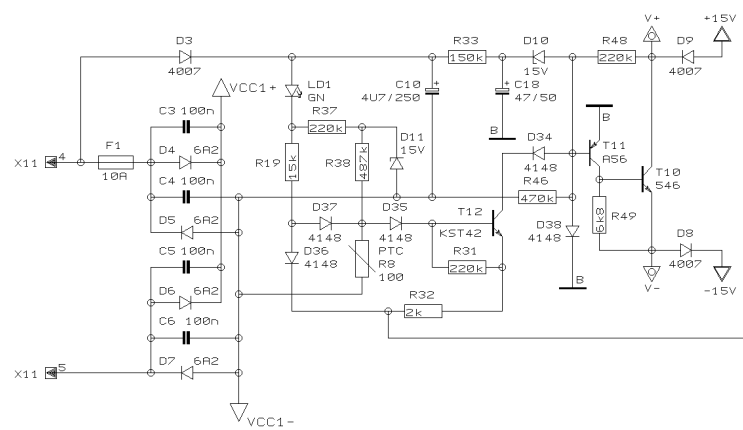 V+ +15V
D3 R33 D10 R48 D9
4007 150k 15V 220k 4007
VCC1+ LD1 C10 C18
GN 4U7/250 47/50
C3 100n R37 B
220k D11 B
F1 D4 6A2 15V D34 T11
X11 4 R19 15k R38 487k 4148 A56 T10
10A C4 100n R46 546
470k
D37 D35 T12 D38 6k8 R49
D5 6A2 4148 4148 KST42 4148
C5 100n D36 PTC R31 D8
4148 R8 220k 4007
100 B V- -15V
D6 6A2 R32
C6 100n 2k
D7 6A2
X11 5
VCC1-